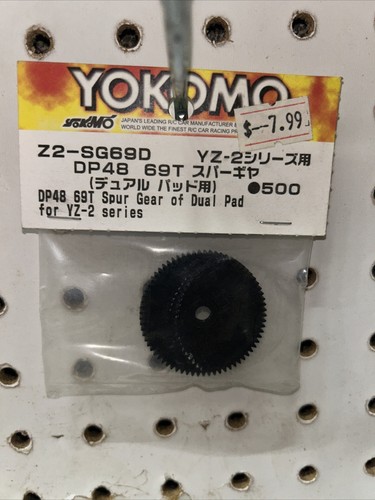 YOKOMO
YOKOMO
JAPAN'S LEADING R/C CAR MANUFACTURER
WORLD WIDE THE FINEST R/C CAR RACING
$--7.99
Z2-SG69D YZ-2シリーズ用
DP48 69T スパーギヤ
(デュアル パッド用) ●500
DP48 69T Spur Gear of Dual Pad
for YZ-2 series